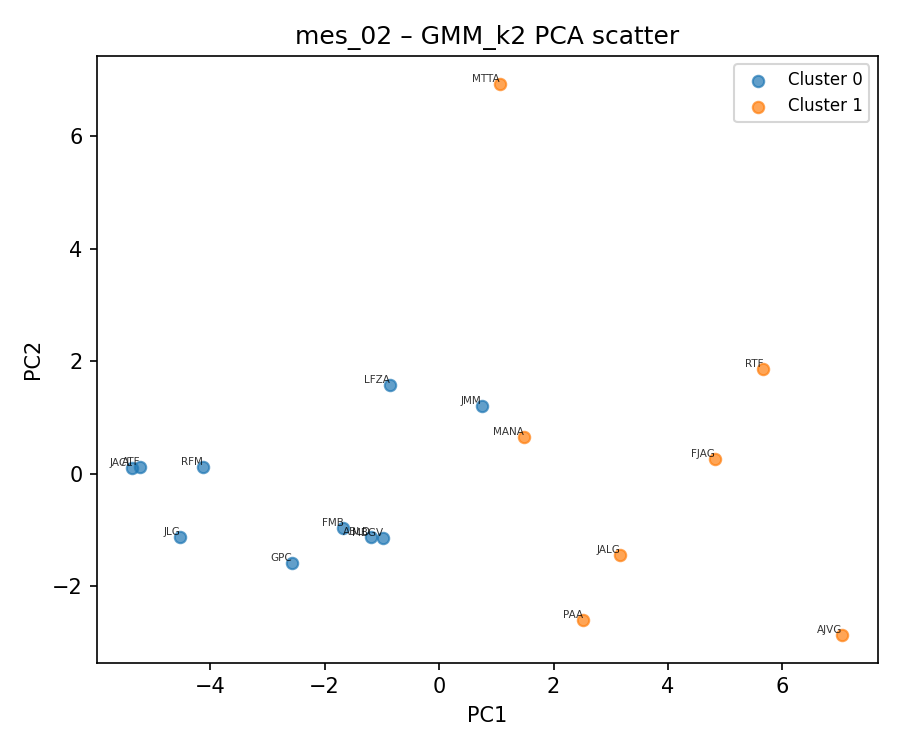 mes_02 – GMM_k2 PCA scatter
Cluster 0
Cluster 1
MTTA
RTF
LFZA
JMM
MANA
FJAG
RFM
JLG
FMB
GPC
JALG
PAA
AJVG
PC2
6
4
2
0
−2
−4
−2
0
2
4
6
PC1